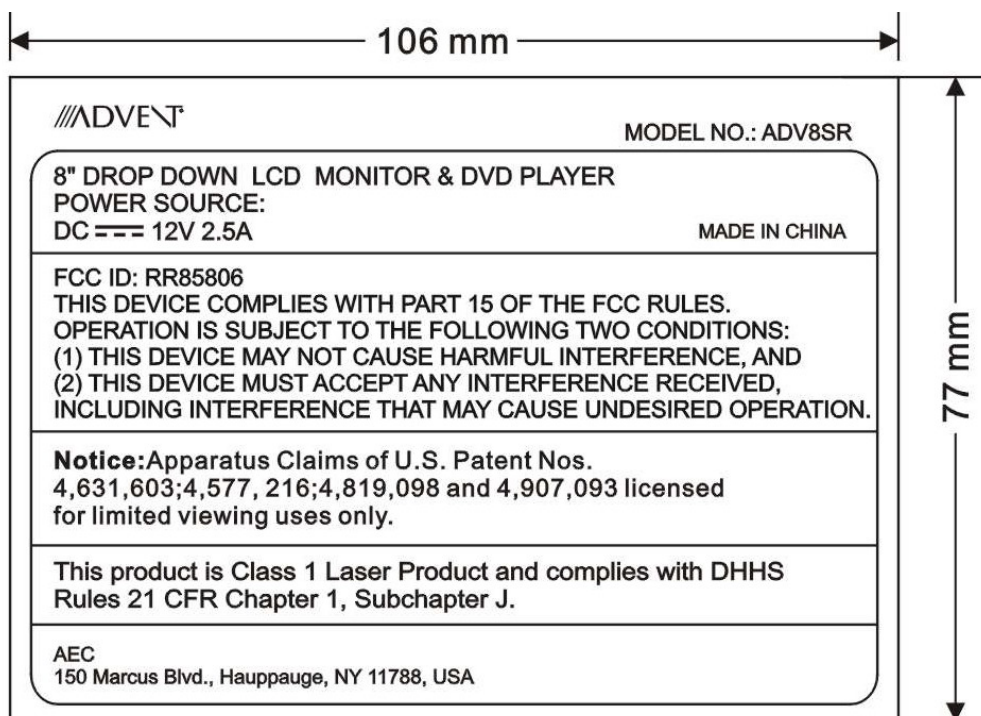 106 mm
ADVENT
MODEL NO.: ADV8SR
8" DROP DOWN LCD MONITOR & DVD PLAYER
POWER SOURCE:
DC 12V 2.5A
MADE IN CHINA
FCC ID: RR85806
THIS DEVICE COMPLIES WITH PART 15 OF THE FCC RULES.
OPERATION IS SUBJECT TO THE FOLLOWING TWO CONDITIONS:
(1) THIS DEVICE MAY NOT CAUSE HARMFUL INTERFERENCE, AND
(2) THIS DEVICE MUST ACCEPT ANY INTERFERENCE RECEIVED,
INCLUDING INTERFERENCE THAT MAY CAUSE UNDESIRED OPERATION.
Notice:Apparatus Claims of U.S. Patent Nos.
4,631,603;4,577, 216;4,819,098 and 4,907,093 licensed
for limited viewing uses only.
This product is Class 1 Laser Product and complies with DHHS
Rules 21 CFR Chapter 1, Subchapter J.
AEC
150 Marcus Blvd., Hauppauge, NY 11788, USA
77 mm